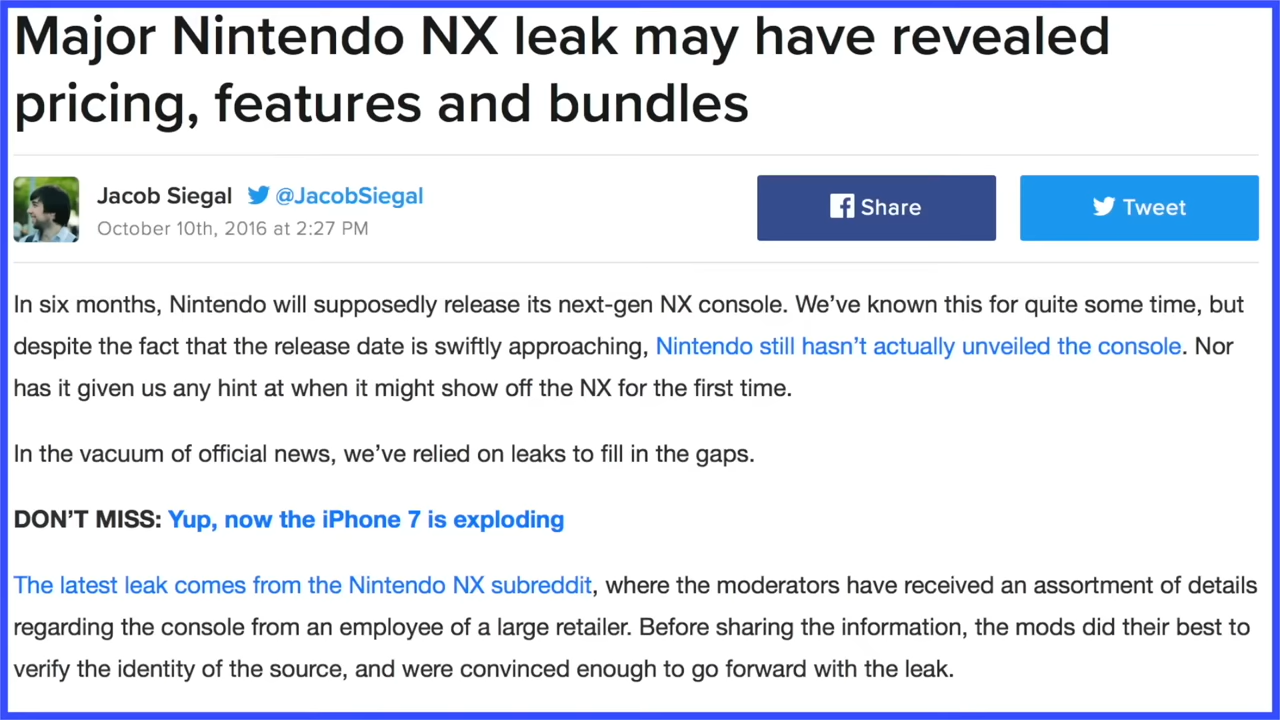 Major Nintendo NX leak may have revealed
pricing, features and bundles
Jacob Siegal @JacobSiegal
October 10th, 2016 at 2:27 PM
Share
Tweet
In six months, Nintendo will supposedly release its next-gen NX console. We’ve known this for quite some time, but
despite the fact that the release date is swiftly approaching, Nintendo still hasn’t actually unveiled the console. Nor
has it given us any hint at when it might show off the NX for the first time.
In the vacuum of official news, we’ve relied on leaks to fill in the gaps.
DON’T MISS: Yup, now the iPhone 7 is exploding
The latest leak comes from the Nintendo NX subreddit, where the moderators have received an assortment of details
regarding the console from an employee of a large retailer. Before sharing the information, the mods did their best to
verify the identity of the source, and were convinced enough to go forward with the leak.